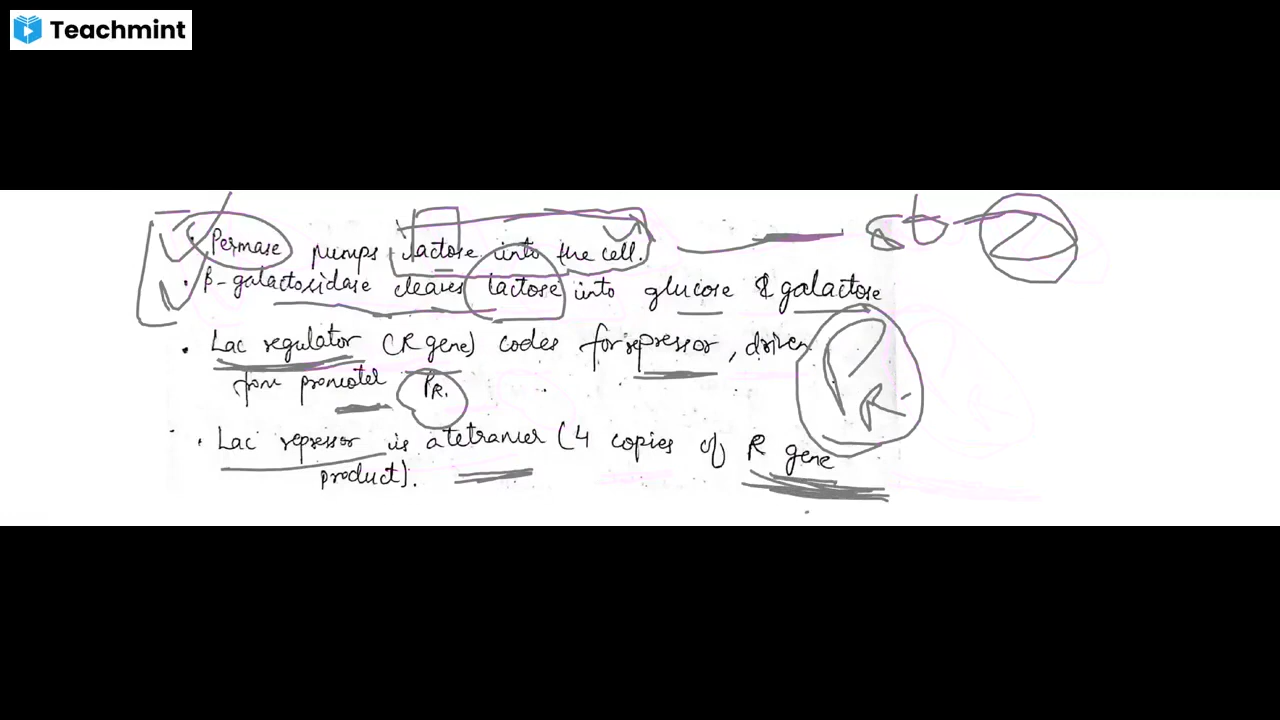 Teachmint
• Permase pumps lactose into the cell.
• β-galactosidase cleaves lactose into glucose & galactose
• Lac regulator (R gene) codes for repressor, driven
from promoter PR.
PR
• Lac repressor is a tetramer (4 copies of R gene
product).